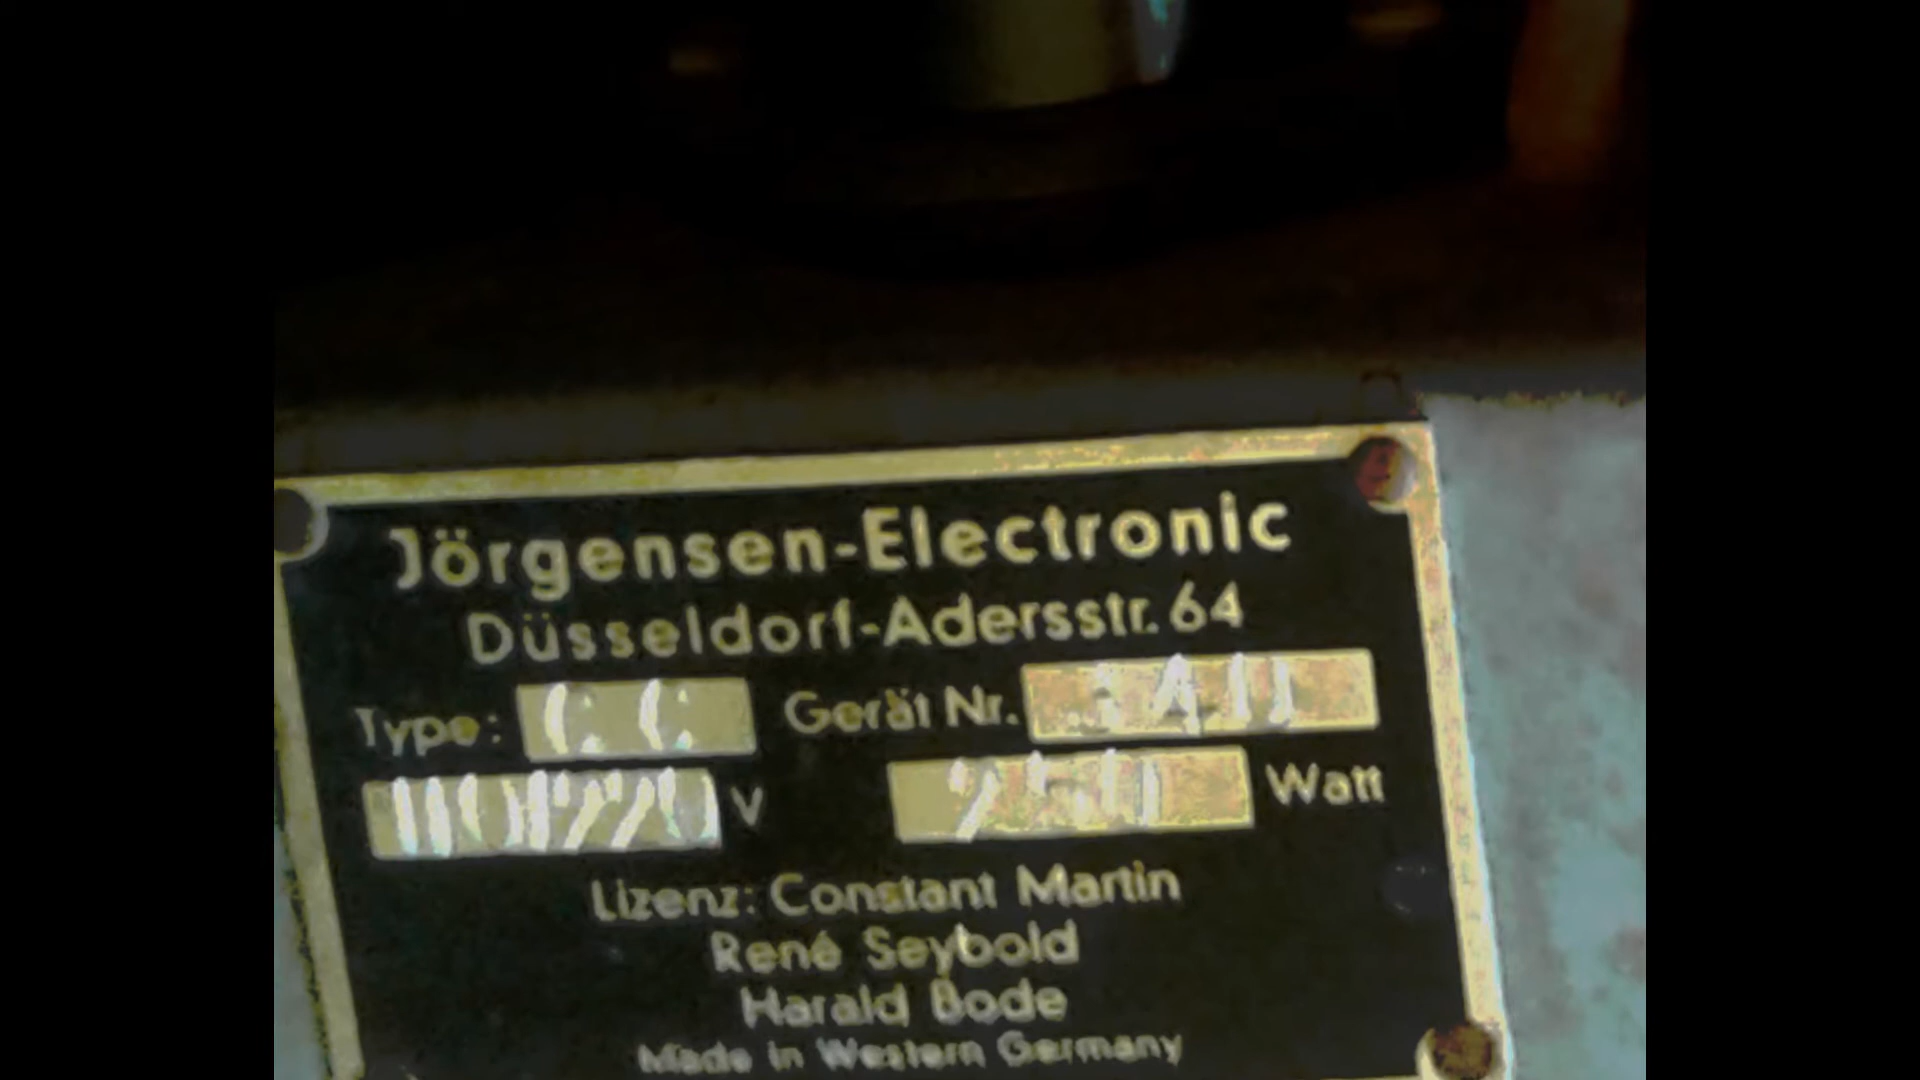 Jörgensen-Electronic
Düsseldorf-Adersstr. 64
Type: Gerät Nr.
V 250 Watt
Lizenz: Constant Martin
René Seybold
Harald Bode
Made in Western Germany